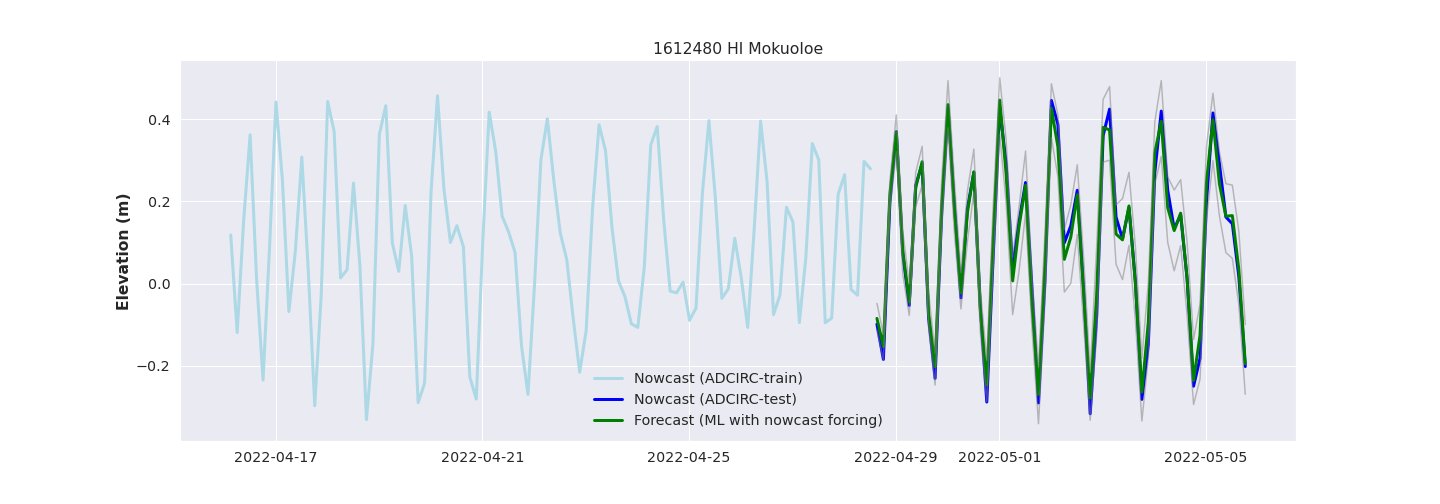 1612480 HI Mokuoloe
Elevation (m)
0.4
0.2
0.0
−0.2
Nowcast (ADCIRC-train)
Nowcast (ADCIRC-test)
Forecast (ML with nowcast forcing)
2022-04-17 2022-04-21 2022-04-25 2022-04-29 2022-05-01 2022-05-05